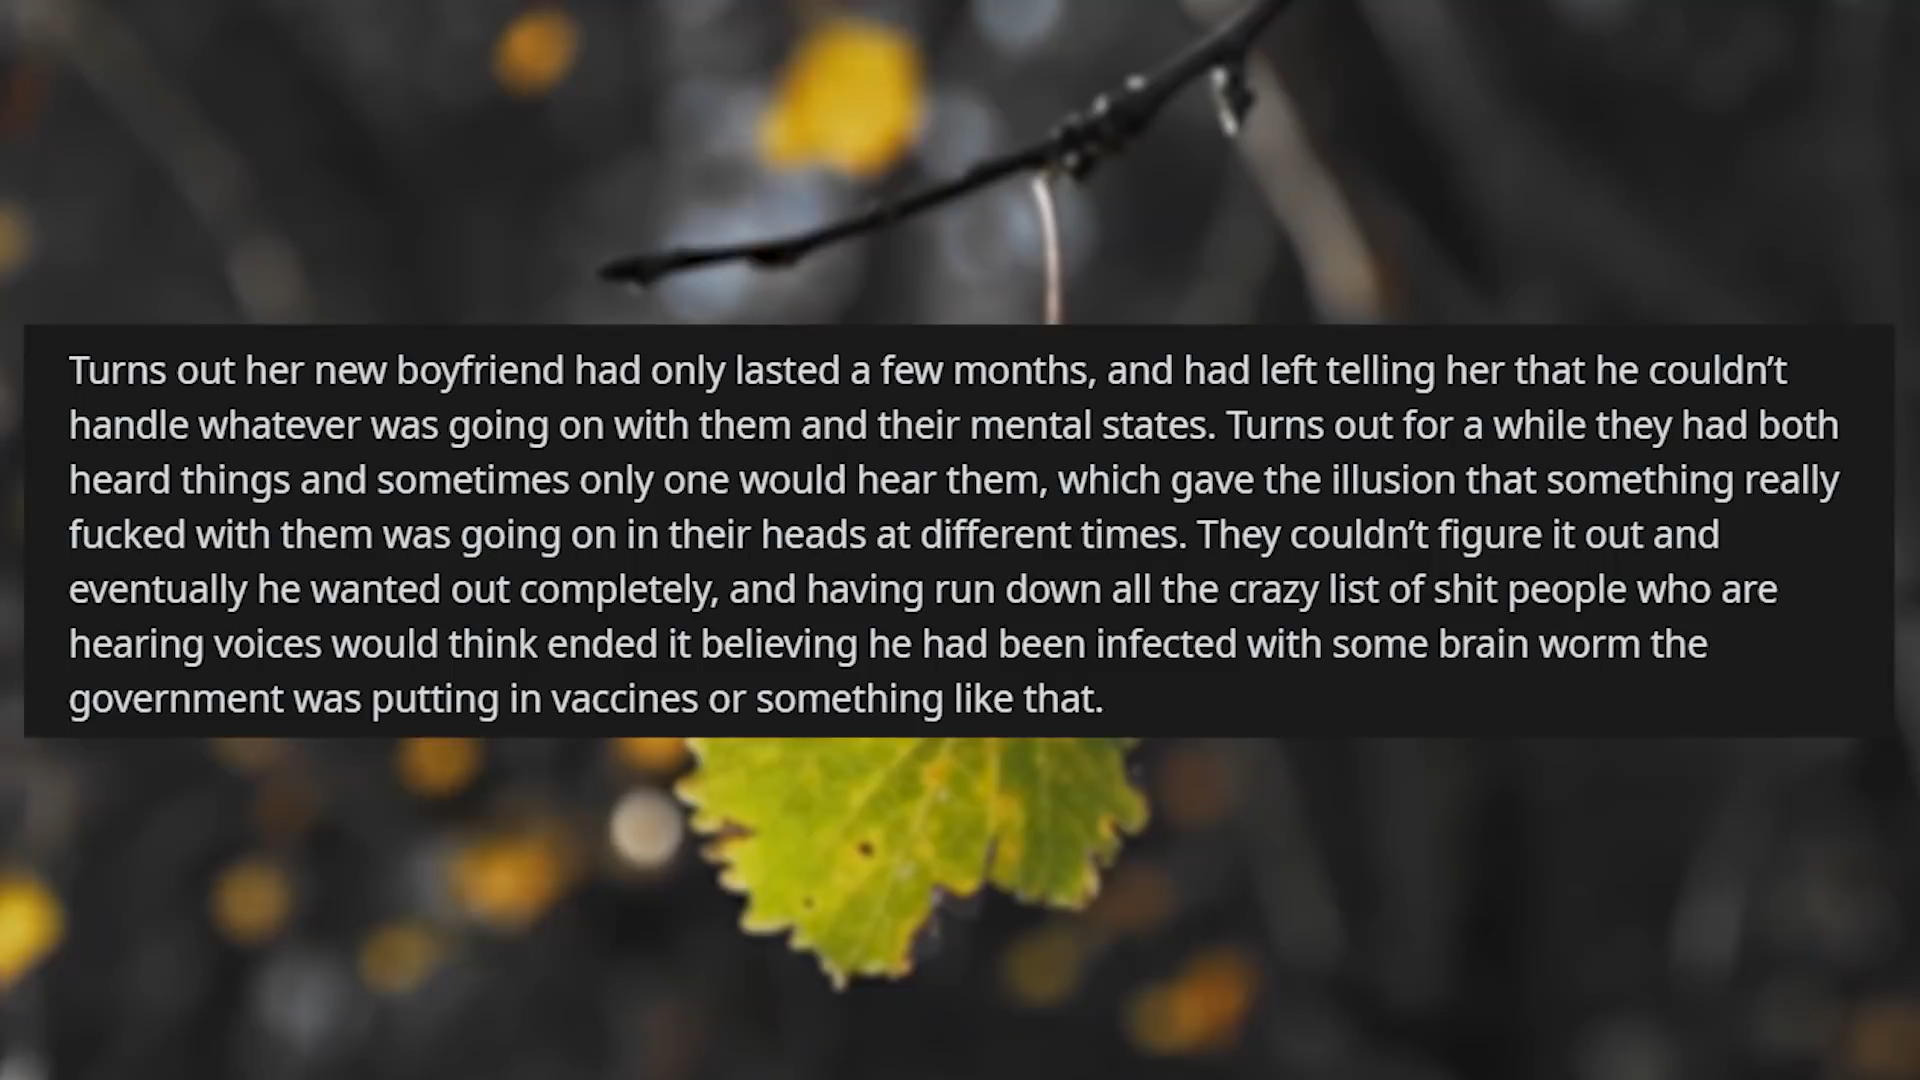 Turns out her new boyfriend had only lasted a few months, and had left telling her that he couldn’t
handle whatever was going on with them and their mental states. Turns out for a while they had both
heard things and sometimes only one would hear them, which gave the illusion that something really
fucked with them was going on in their heads at different times. They couldn’t figure it out and
eventually he wanted out completely, and having run down all the crazy list of shit people who are
hearing voices would think ended it believing he had been infected with some brain worm the
government was putting in vaccines or something like that.